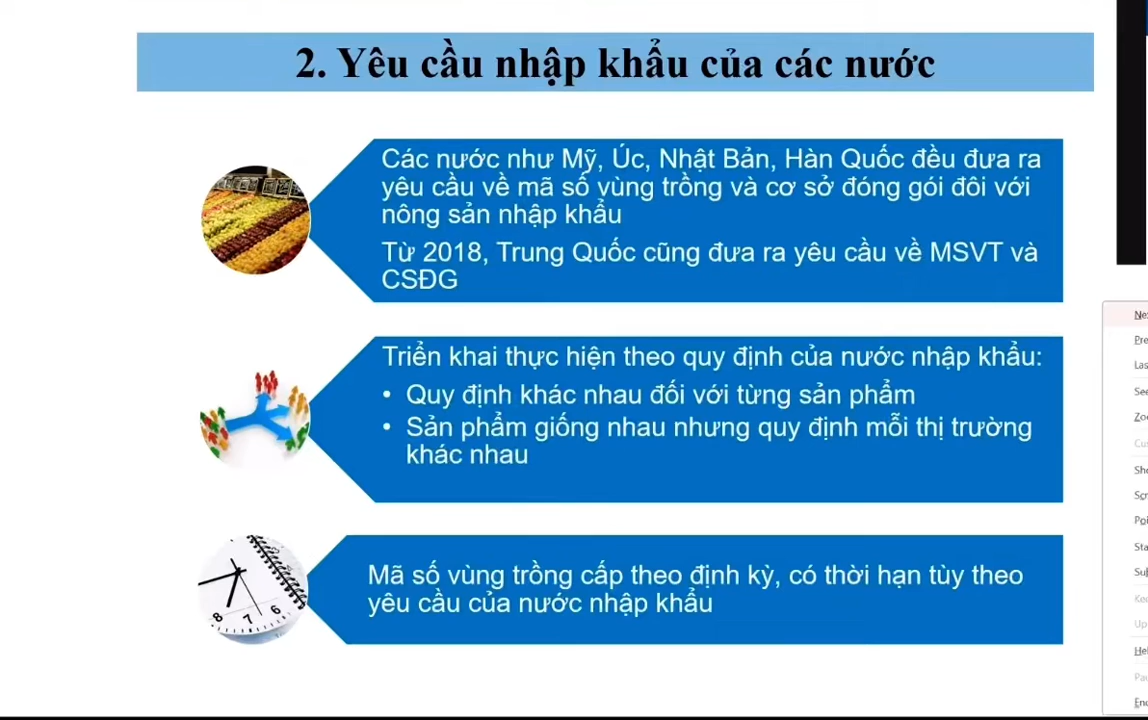 2. Yêu cầu nhập khẩu của các nước
Các nước như Mỹ, Úc, Nhật Bản, Hàn Quốc đều đưa ra
yêu cầu về mã số vùng trồng và cơ sở đóng gói đôi với
nông sản nhập khẩu
Từ 2018, Trung Quốc cũng đưa ra yêu cầu về MSVT và
CSĐG
Triển khai thực hiện theo quy định của nước nhập khẩu:
• Quy định khác nhau đối với từng sản phẩm
• Sản phẩm giống nhau nhưng quy định mỗi thị trường
khác nhau
8 7 6
Mã số vùng trồng cấp theo định kỳ, có thời hạn tùy theo
yêu cầu của nước nhập khẩu